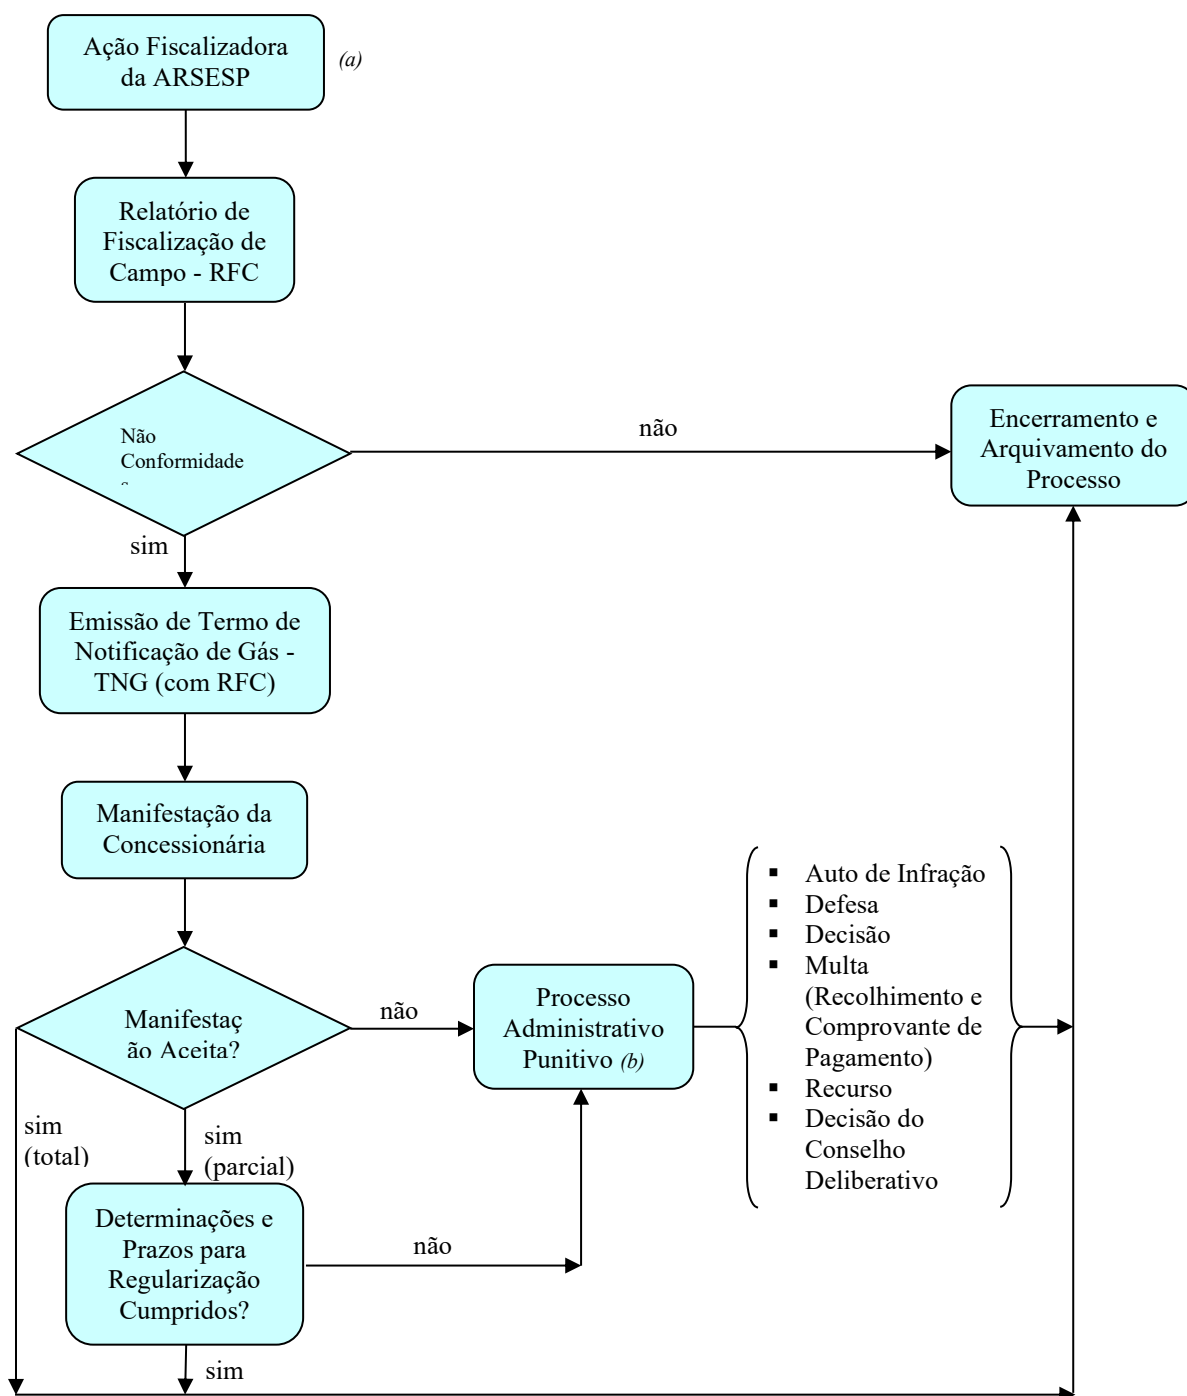 Ação Fiscalizadora
da ARSESP
(a)
Relatório de
Fiscalização de
Campo - RFC
Não
Conformidade
não
Encerramento e
Arquivamento do
Processo
sim
Emissão de Termo de
Notificação de Gás -
TNG (com RFC)
Manifestação da
Concessionária
Manifestaç
ão Aceita?
não
Processo
Administrativo
Punitivo (b)
▪ Auto de Infração
▪ Defesa
▪ Decisão
▪ Multa
(Recolhimento e
Comprovante de
Pagamento)
▪ Recurso
▪ Decisão do
Conselho
Deliberativo
sim
(total)
sim
(parcial)
Determinações e
Prazos para
Regularização
Cumpridos?
não
sim